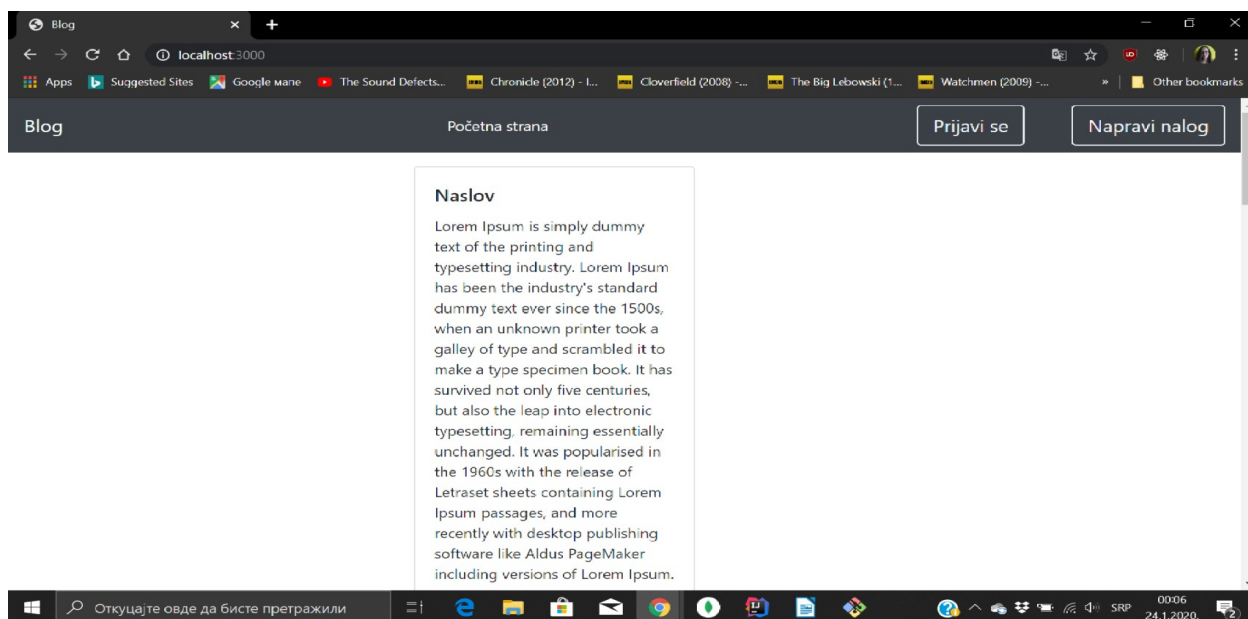 Blog
localhost:3000
Apps Suggested Sites Google мапе The Sound Defects... Chronicle (2012) - I... Cloverfield (2008) -... The Big Lebowski (1... Watchmen (2009) -... » Other bookmarks
Blog Početna strana Prijavi se Napravi nalog
Naslov
Lorem Ipsum is simply dummy
text of the printing and
typesetting industry. Lorem Ipsum
has been the industry's standard
dummy text ever since the 1500s,
when an unknown printer took a
galley of type and scrambled it to
make a type specimen book. It has
survived not only five centuries,
but also the leap into electronic
typesetting, remaining essentially
unchanged. It was popularised in
the 1960s with the release of
Letraset sheets containing Lorem
Ipsum passages, and more
recently with desktop publishing
software like Aldus PageMaker
including versions of Lorem Ipsum.
Откуцајте овде да бисте претражили SRP 00:06
24.1.2020. 2